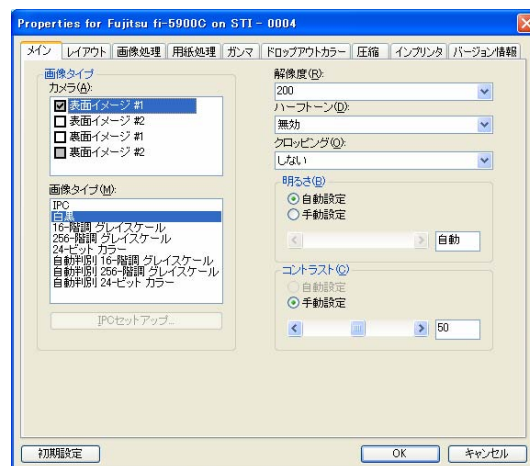 Properties for Fujitsu fi-5900C on STI - 0004
メイン レイアウト 画像処理 用紙処理 ガンマ ドロップアウトカラー 圧縮 インプリンタ バージョン情報
画像タイプ
カメラ(A):
表面イメージ #1
表面イメージ #2
裏面イメージ #1
裏面イメージ #2
画像タイプ(M):
IPC
白黒
16-階調 グレイスケール
256-階調 グレイスケール
24-ビット カラー
自動判別 16-階調 グレイスケール
自動判別 256-階調 グレイスケール
自動判別 24-ビット カラー
IPCセットアップ...
解像度(R):
200
ハーフトーン(D):
無効
クロッピング(O):
しない
明るさ(B)
自動設定
手動設定
自動
コントラスト(C)
自動設定
手動設定
50
初期設定
OK
キャンセル